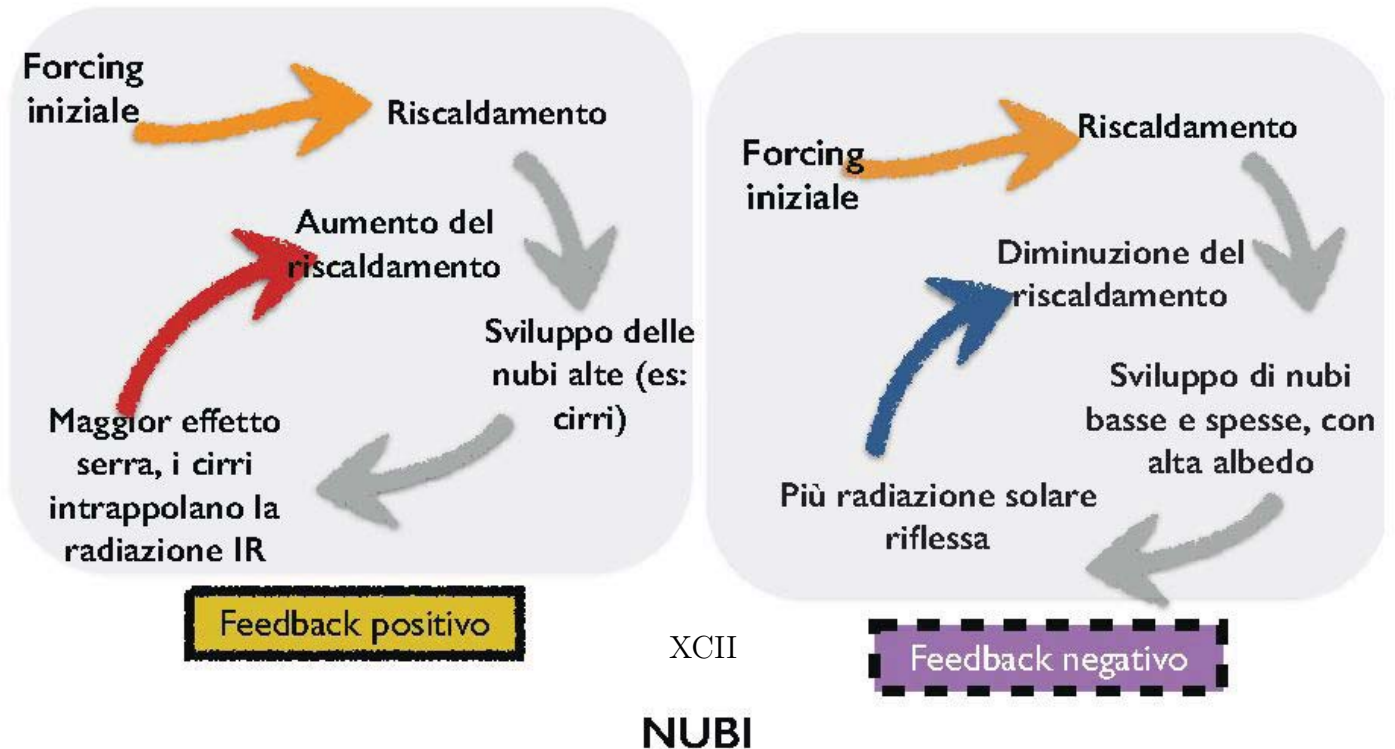 Forcing
iniziale
Riscaldamento
Aumento del
riscaldamento
Sviluppo delle
nubi alte (es:
cirri)
Maggior effetto
serra, i cirri
intrappolano la
radiazione IR
Feedback positivo
Forcing
iniziale
Riscaldamento
Diminuzione del
riscaldamento
Sviluppo di nubi
basse e spesse, con
alta albedo
Più radiazione solare
riflessa
Feedback negativo
XCII
NUBI